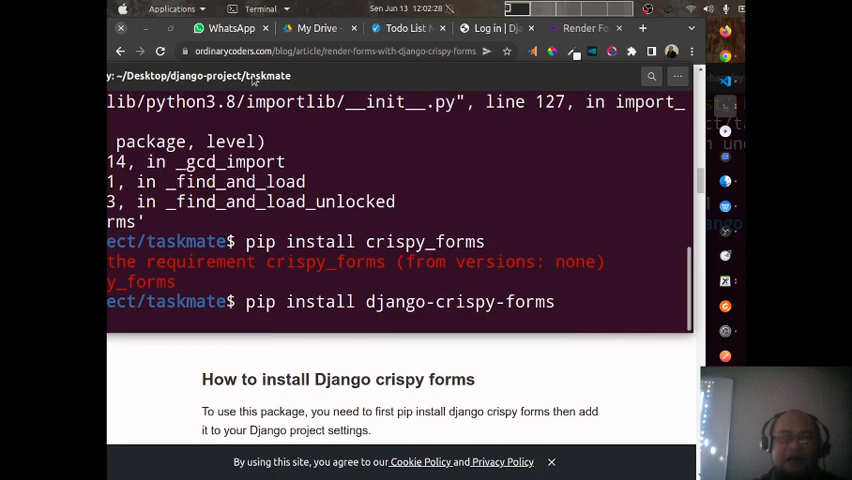 Applications
Terminal
Sen Jun 13 12:02:28
WhatsApp
My Drive -
Todo List M
Log in | Dj
Render Fo
ordinarycoders.com/blog/article/render-forms-with-django-crispy-forms
y: ~/Desktop/django-project/taskmate
lib/python3.8/importlib/__init__.py", line 127, in import_
package, level)
14, in _gcd_import
1, in _find_and_load
3, in _find_and_load_unlocked
rms'
ect/taskmate$ pip install crispy_forms
the requirement crispy_forms (from versions: none)
y_forms
ect/taskmate$ pip install django-crispy-forms
How to install Django crispy forms
To use this package, you need to first pip install django crispy forms then add
it to your Django project settings.
By using this site, you agree to our Cookie Policy and Privacy Policy